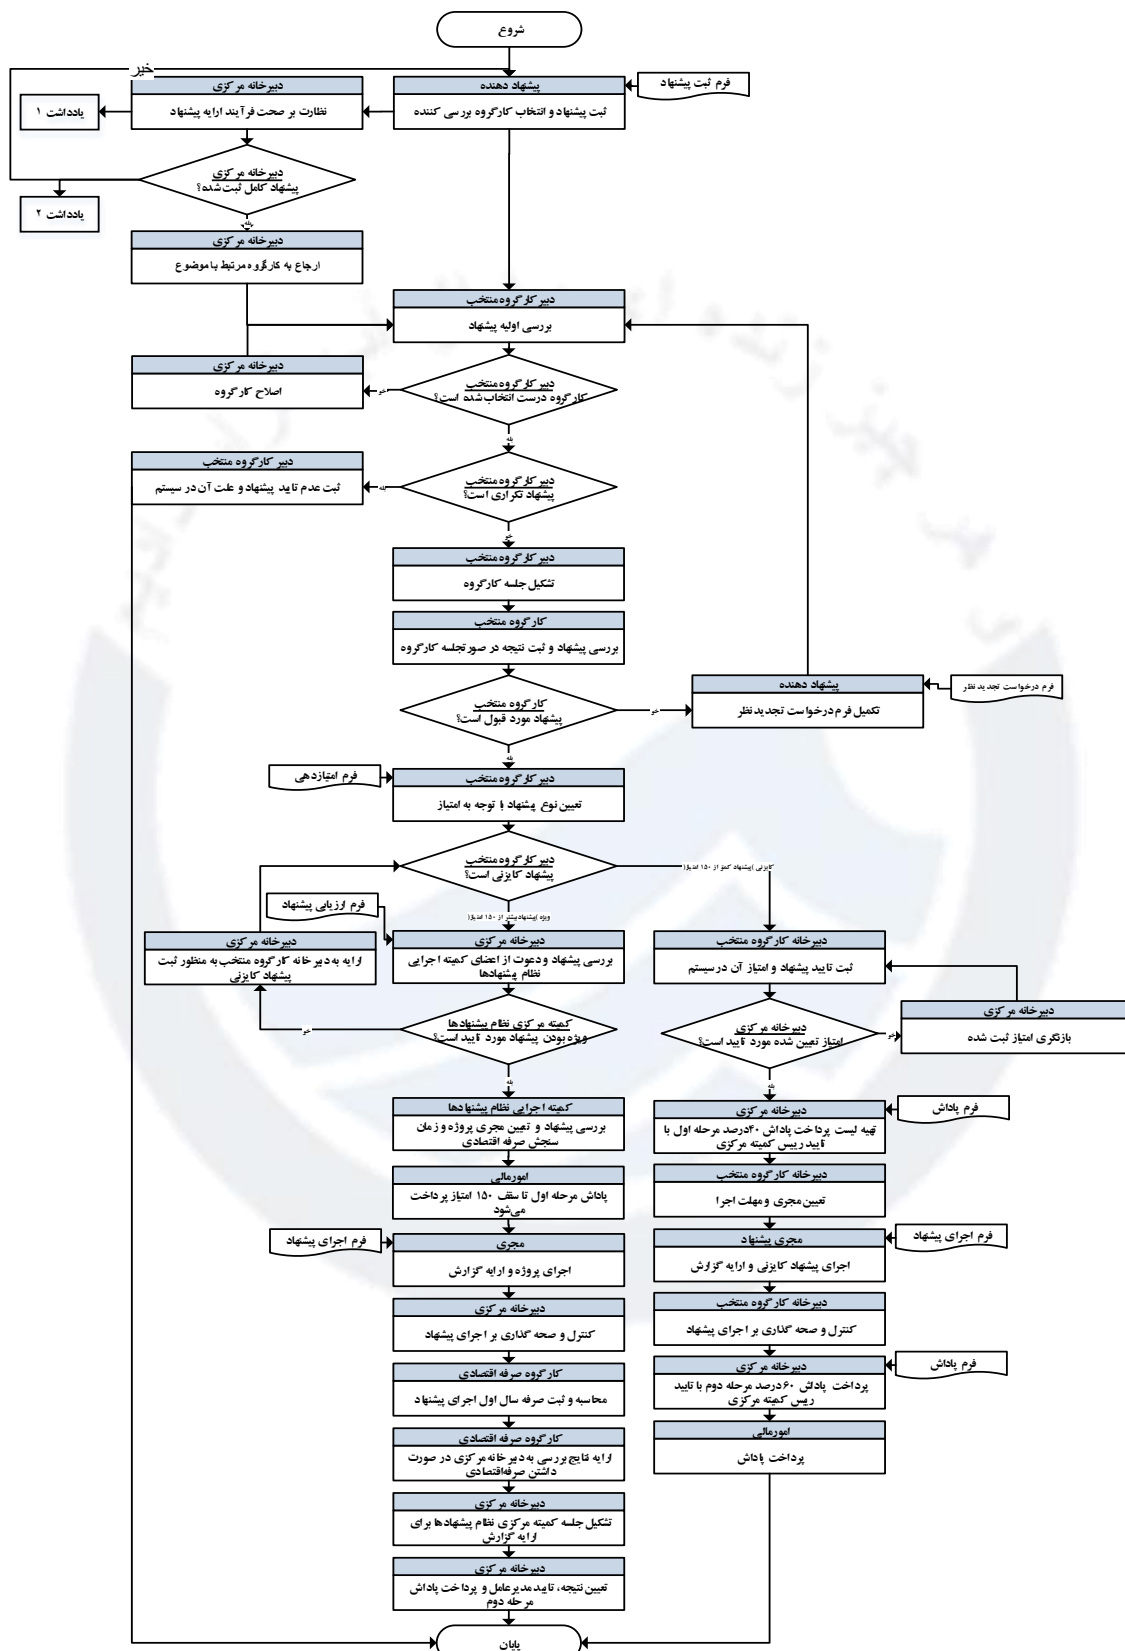 شروع
خیر
فرم ثبت پیشنهاد
پیشنهاد دهنده
ثبت پیشنهاد و انتخاب کارگروه بررسی کننده
دبیرخانه مرکزی
نظارت بر صحت فرآیند ارایه پیشنهاد
یادداشت ۱
دبیرخانه مرکزی
پیشنهاد کامل ثبت شده؟
یادداشت ۲
بله
دبیرخانه مرکزی
ارجاع به کارگروه مرتبط با موضوع
دبیر کارگروه منتخب
بررسی اولیه پیشنهاد
دبیرخانه مرکزی
اصلاح کارگروه
خیر
دبیر کارگروه منتخب
کارگروه درست انتخاب شده است؟
بله
دبیر کارگروه منتخب
ثبت عدم تایید پیشنهاد و علت آن در سیستم
بله
دبیر کارگروه منتخب
پیشنهاد تکراری است؟
خیر
دبیر کارگروه منتخب
تشکیل جلسه کارگروه
کارگروه منتخب
بررسی پیشنهاد و ثبت نتیجه در صورتجلسه کارگروه
کارگروه منتخب
پیشنهاد مورد قبول است؟
خیر
پیشنهاد دهنده
تکمیل فرم درخواست تجدید نظر
فرم درخواست تجدید نظر
بله
فرم امتیازدهی
دبیر کارگروه منتخب
تعیین نوع پیشنهاد با توجه به امتیاز
دبیر کارگروه منتخب
پیشنهاد کایزنی است؟
کایزنی )پیشنهاد کمتر از ۱۵۰ امتیاز(
ویژه )پیشنهاد بیشتر از ۱۵۰ امتیاز(
فرم ارزیابی پیشنهاد
دبیرخانه مرکزی
ارایه به دبیرخانه کارگروه منتخب به منظور ثبت
پیشنهاد کایزنی
دبیرخانه مرکزی
بررسی پیشنهاد و دعوت از اعضای کمیته اجرایی
نظام پیشنهادها
دبیرخانه کارگروه منتخب
ثبت تایید پیشنهاد و امتیاز آن در سیستم
خیر
کمیته مرکزی نظام پیشنهادها
ویژه بودن پیشنهاد مورد تایید است؟
دبیرخانه مرکزی
امتیاز تعیین شده مورد تایید است؟
خیر
دبیرخانه مرکزی
بازنگری امتیاز ثبت شده
بله
بله
کمیته اجرایی نظام پیشنهادها
بررسی پیشنهاد و تعیین مجری پروژه و زمان
سنجش صرفه اقتصادی
دبیرخانه مرکزی
تهیه لیست پرداخت پاداش ۴۰درصد مرحله اول با
تایید رییس کمیته مرکزی
فرم پاداش
امورمالی
پاداش مرحله اول تا سقف ۱۵۰ امتیاز پرداخت
می‌شود
دبیرخانه کارگروه منتخب
تعیین مجری و مهلت اجرا
فرم اجرای پیشنهاد
مجری
اجرای پروژه و ارایه گزارش
مجری پیشنهاد
اجرای پیشنهاد کایزنی و ارایه گزارش
فرم اجرای پیشنهاد
دبیرخانه مرکزی
کنترل و صحه گذاری بر اجرای پیشنهاد
دبیرخانه کارگروه منتخب
کنترل و صحه گذاری بر اجرای پیشنهاد
کارگروه صرفه اقتصادی
محاسبه و ثبت صرفه سال اول اجرای پیشنهاد
دبیرخانه مرکزی
پرداخت پاداش ۶۰درصد مرحله دوم با تایید
رییس کمیته مرکزی
فرم پاداش
کارگروه صرفه اقتصادی
ارایه نتایج بررسی به دبیرخانه مرکزی در صورت
داشتن صرفه‌اقتصادی
امورمالی
پرداخت پاداش
دبیرخانه مرکزی
تشکیل جلسه کمیته مرکزی نظام پیشنهادها برای
ارایه گزارش
دبیرخانه مرکزی
تعیین نتیجه، تایید مدیرعامل و پرداخت پاداش
مرحله دوم
پایان